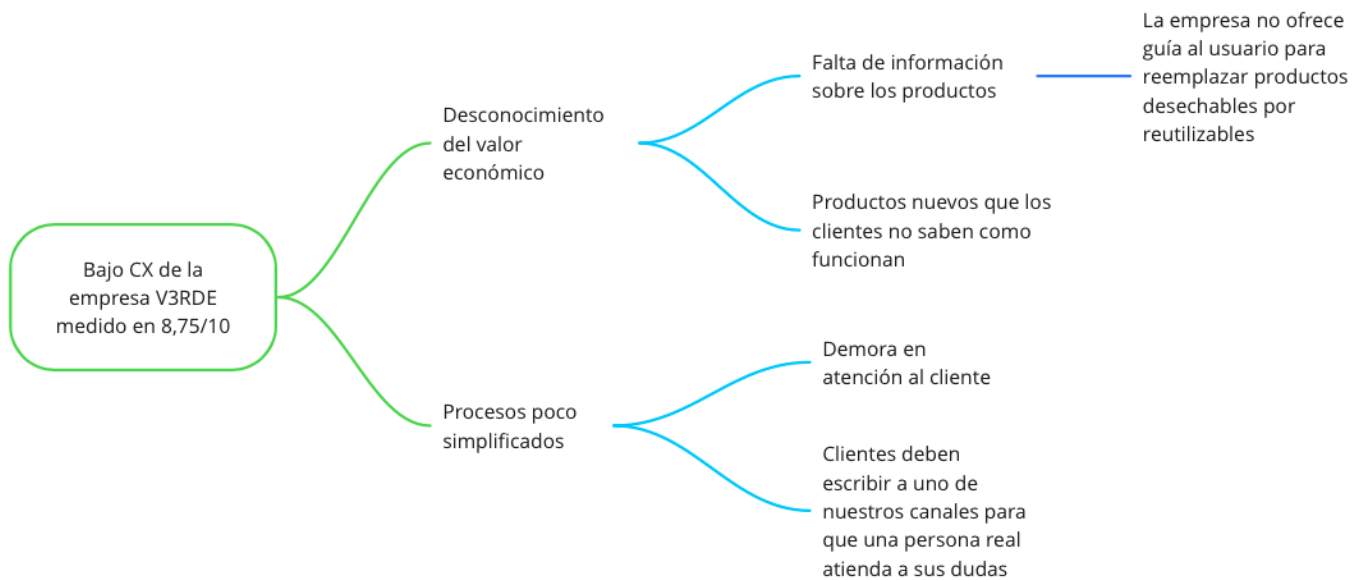 Bajo CX de la
empresa V3RDE
medido en 8,75/10
Desconocimiento
del valor
económico
Falta de información
sobre los productos
La empresa no ofrece
guía al usuario para
reemplazar productos
desechables por
reutilizables
Productos nuevos que los
clientes no saben como
funcionan
Procesos poco
simplificados
Demora en
atención al cliente
Clientes deben
escribir a uno de
nuestros canales para
que una persona real
atienda a sus dudas